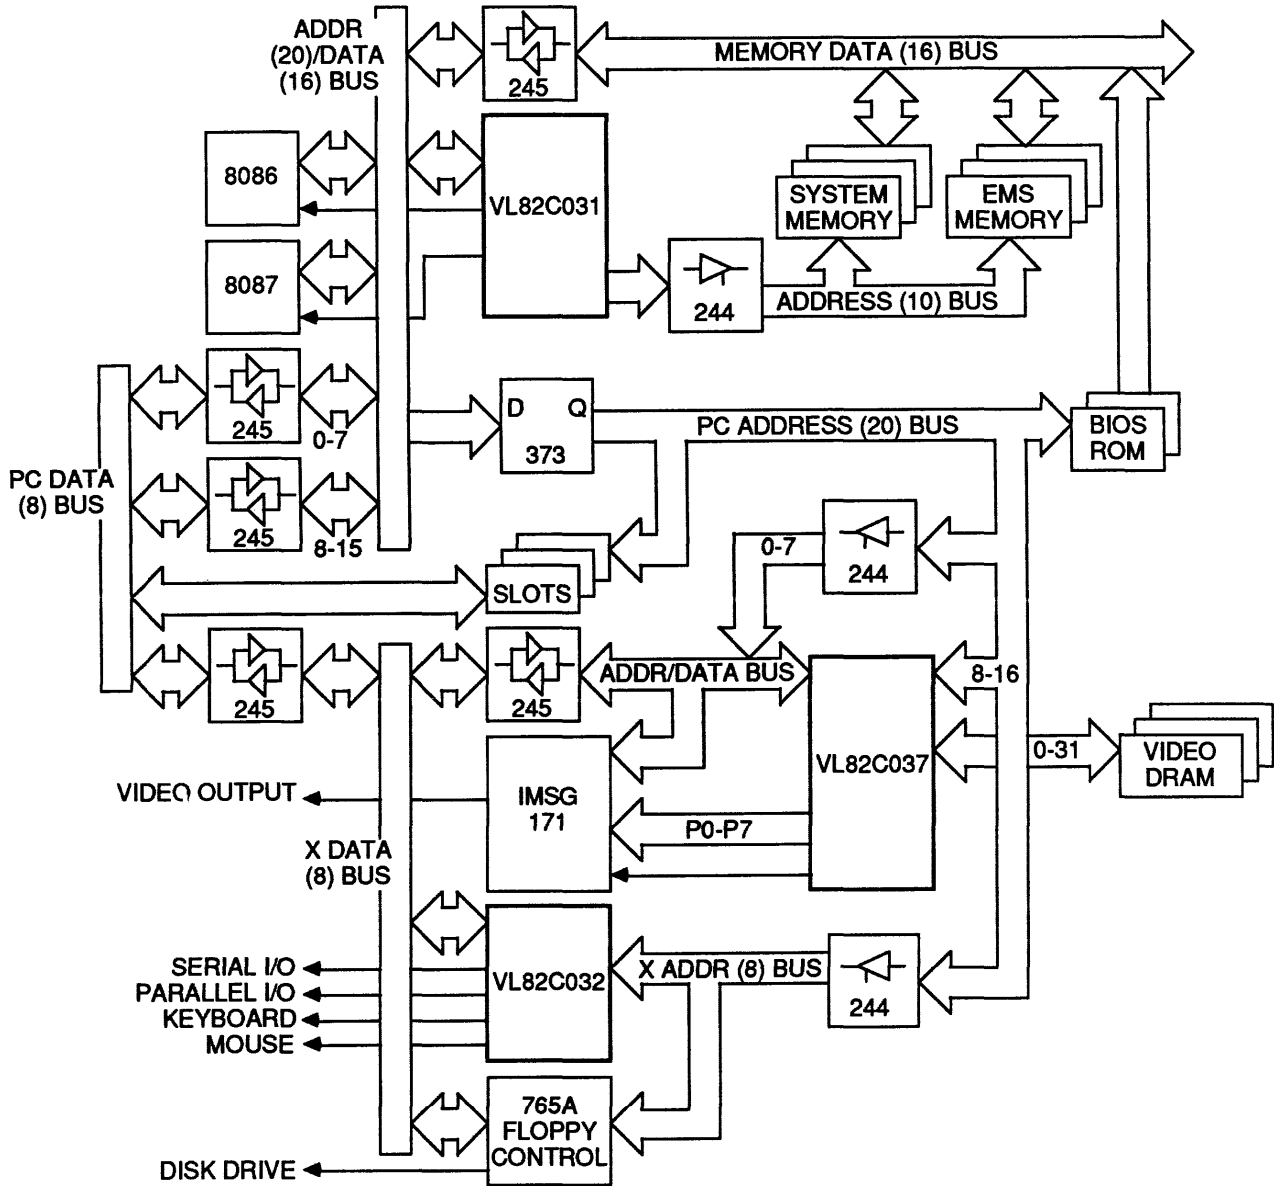 ADDR
(20)/DATA
(16) BUS
245
MEMORY DATA (16) BUS
8086
VL82C031
SYSTEM
MEMORY
EMS
MEMORY
8087
244
ADDRESS (10) BUS
245
0-7
D Q
373
PC ADDRESS (20) BUS
BIOS
ROM
PC DATA
(8) BUS
245
8-15
0-7
244
SLOTS
245
245
ADDR/DATA BUS
8-16
VL82C037
0-31
VIDEO
DRAM
VIDEO OUTPUT
IMSG
171
P0-P7
X DATA
(8) BUS
SERIAL I/O
PARALLEL I/O
KEYBOARD
MOUSE
VL82C032
X ADDR (8) BUS
244
765A
FLOPPY
CONTROL
DISK DRIVE